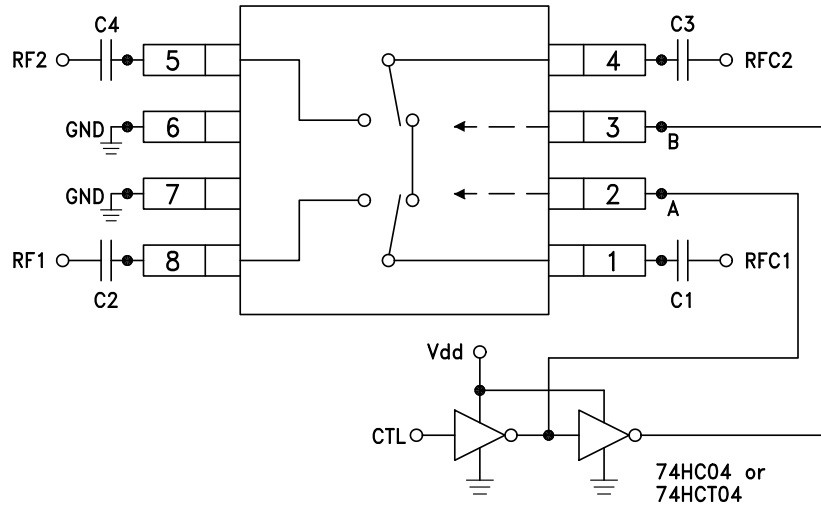 C4
C3
RF2
5
4
RFC2
GND
6
3
B
GND
7
2
A
RF1
8
1
RFC1
C2
C1
Vdd
CTL
74HC04 or
74HCT04